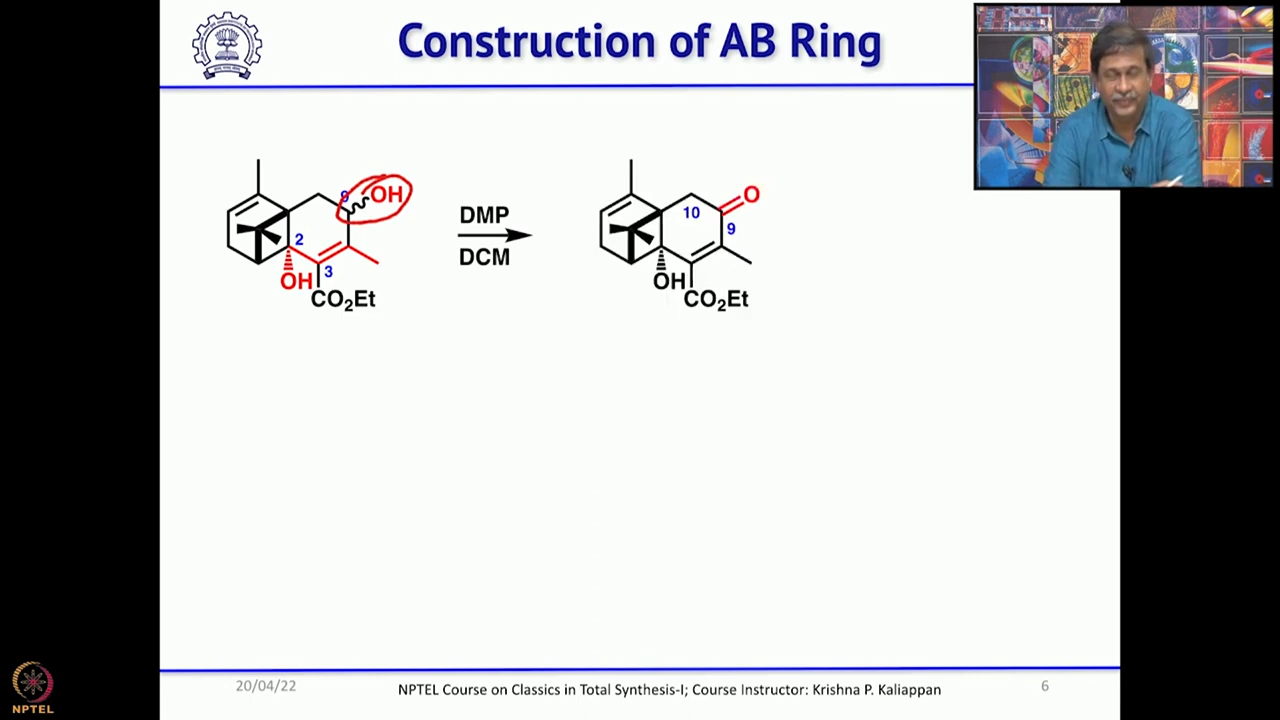 Construction of AB Ring
9
OH
2
3
OH
CO2Et
DMP
DCM
O
10
9
OH
CO2Et
20/04/22
NPTEL Course on Classics in Total Synthesis-I; Course Instructor: Krishna P. Kaliappan
6
NPTEL